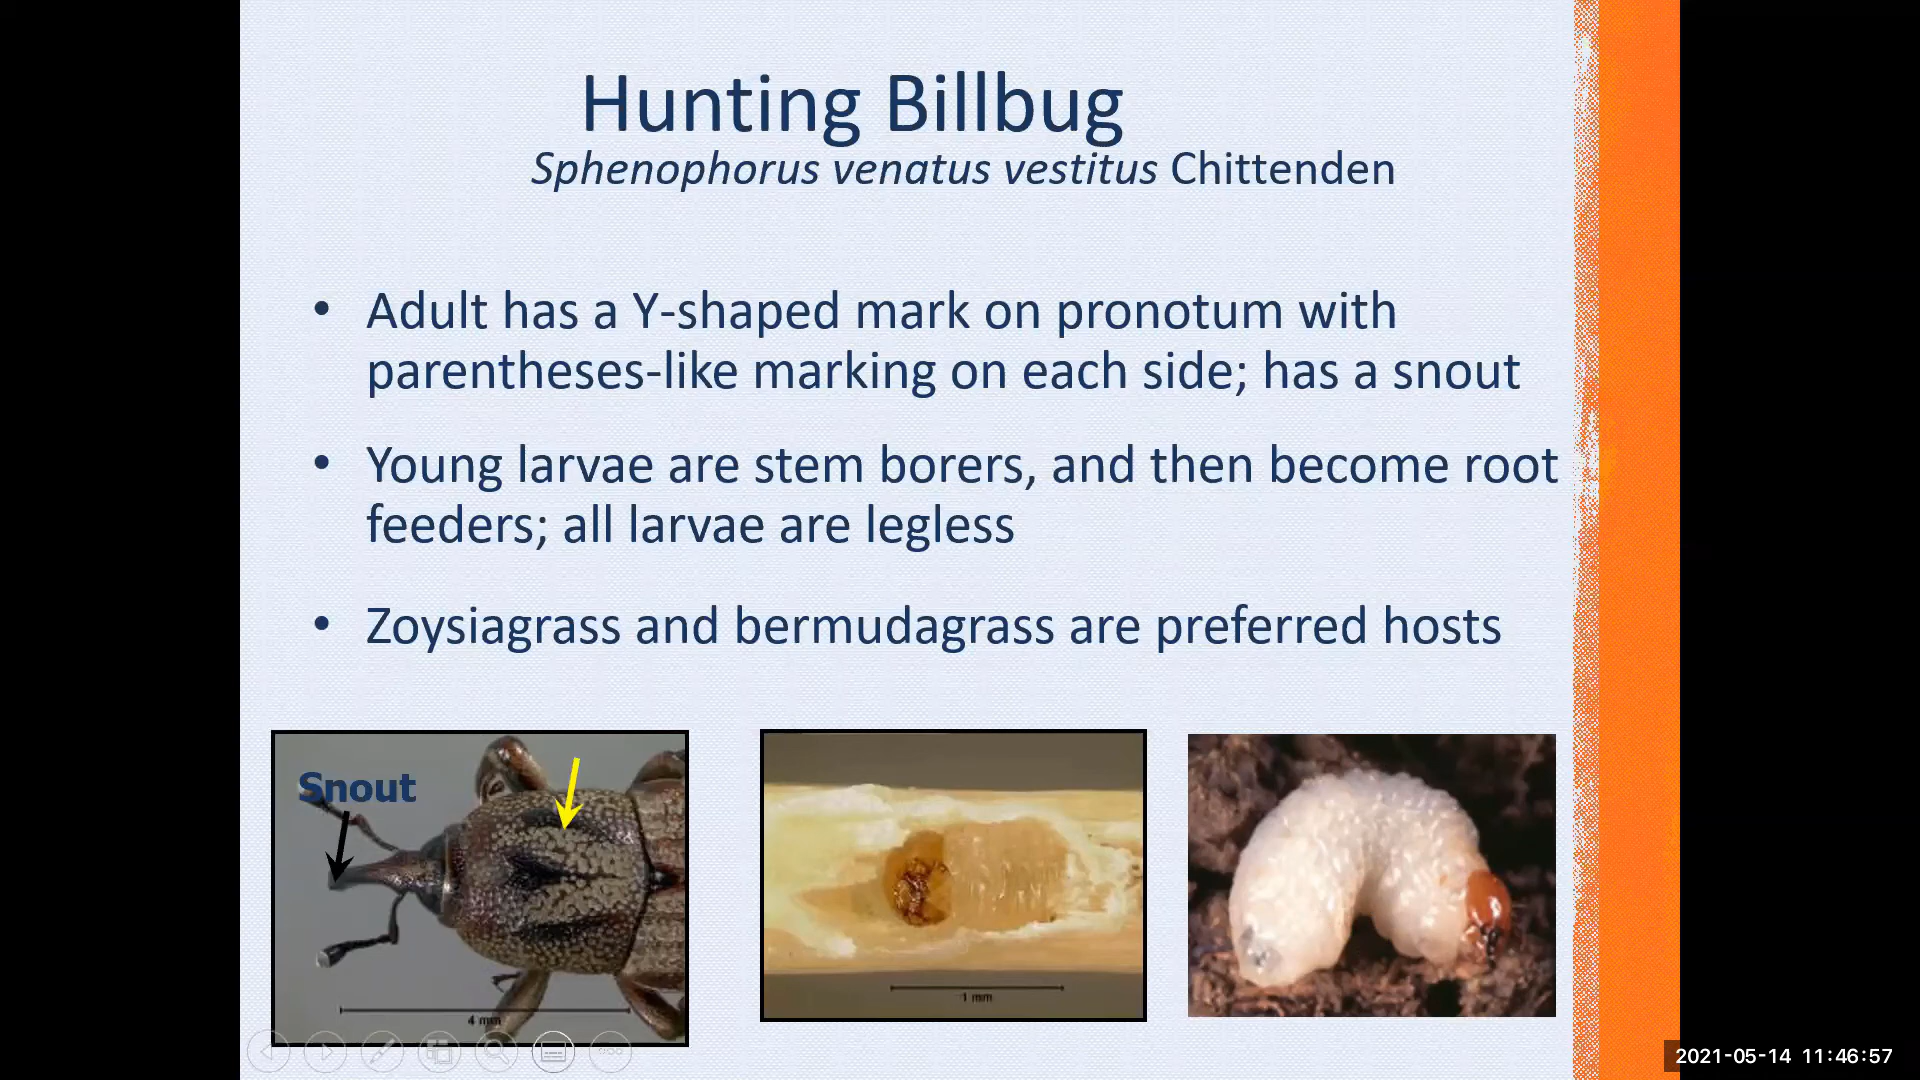 Hunting Billbug
Sphenophorus venatus vestitus Chittenden
• Adult has a Y-shaped mark on pronotum with
parentheses-like marking on each side; has a snout
• Young larvae are stem borers, and then become root
feeders; all larvae are legless
• Zoysiagrass and bermudagrass are preferred hosts
Snout
4 mm
1 mm
2021-05-14 11:46:57